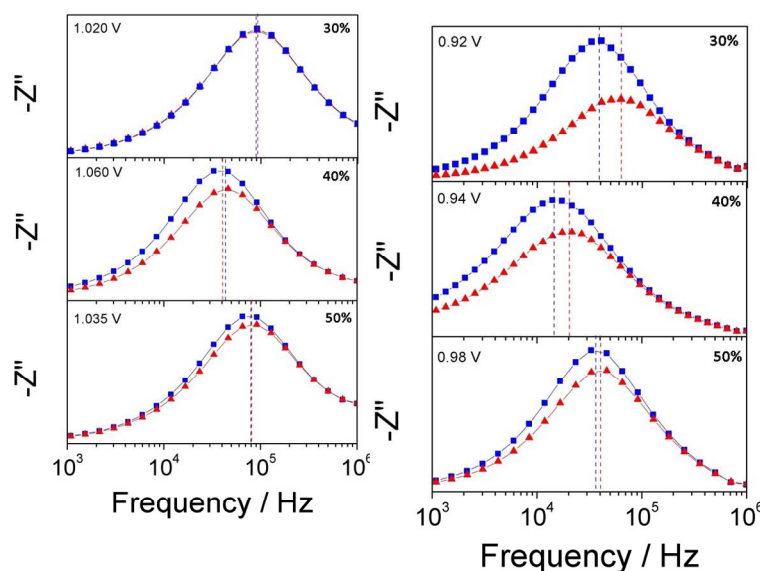 1.020 V 30%
-Z"
1.060 V 40%
-Z"
1.035 V 50%
-Z"
10³ 10⁴ 10⁵ 10⁶
Frequency / Hz
0.92 V 30%
-Z"
0.94 V 40%
-Z"
0.98 V 50%
-Z"
10³ 10⁴ 10⁵ 10⁶
Frequency / Hz